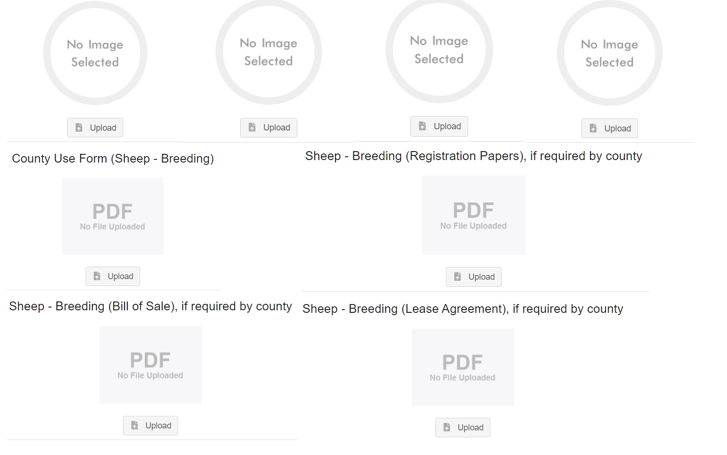 No Image
Selected
No Image
Selected
No Image
Selected
No Image
Selected
Upload
Upload
Upload
Upload
County Use Form (Sheep - Breeding)
PDF
No File Uploaded
Upload
Sheep - Breeding (Registration Papers), if required by county
PDF
No File Uploaded
Upload
Sheep - Breeding (Bill of Sale), if required by county
PDF
No File Uploaded
Upload
Sheep - Breeding (Lease Agreement), if required by county
PDF
No File Uploaded
Upload